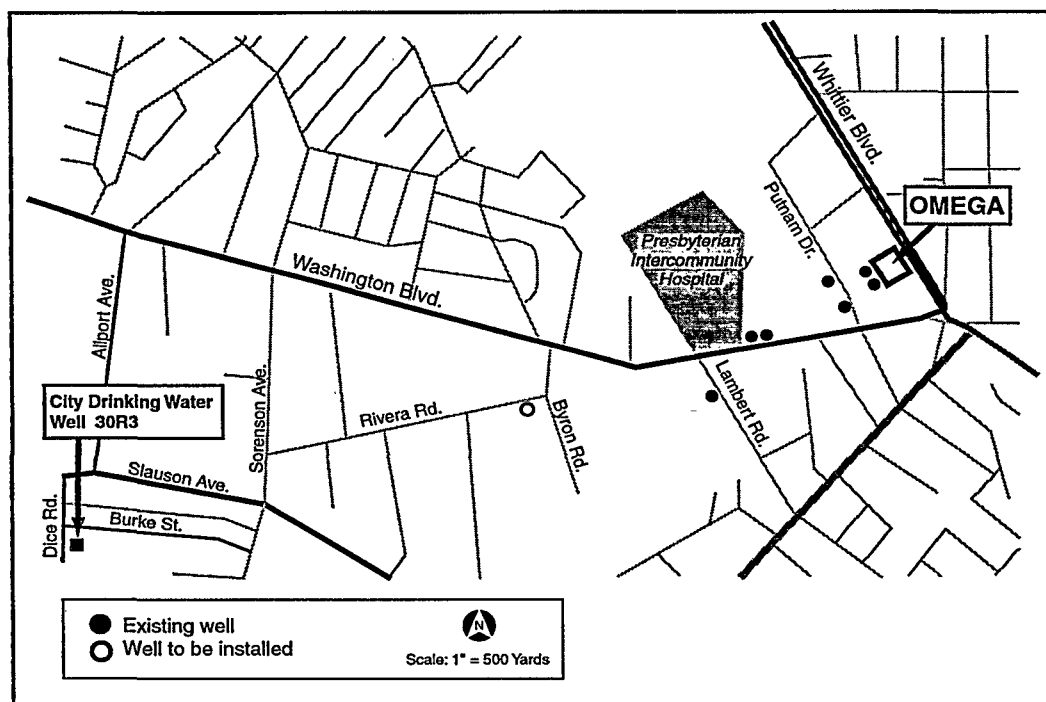 Whittier Blvd.
OMEGA
Putnam Dr.
Presbyterian
Intercommunity
Hospital
Washington Blvd.
Allport Ave.
City Drinking Water
Well 30R3
Sorenson Ave.
Rivera Rd.
Byron Rd.
Lambert Rd.
Slauson Ave.
Burke St.
Dice Rd.
Existing well
Well to be installed
N
Scale: 1" = 500 Yards